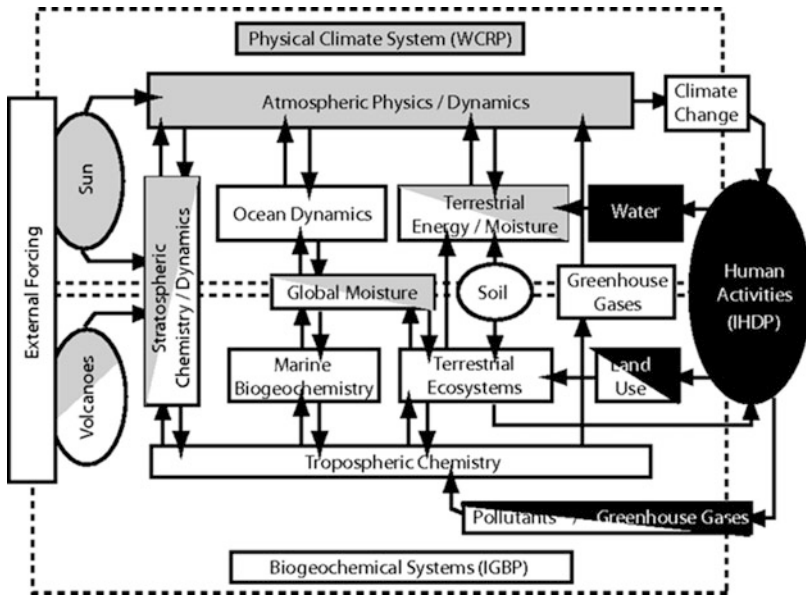 Physical Climate System (WCRP)
Atmospheric Physics / Dynamics
Climate
Change
External Forcing
Sun
Stratospheric
Chemistry / Dynamics
Ocean Dynamics
Terrestrial
Energy / Moisture
Water
Human
Activities
(IHDP)
Global Moisture
Soil
Greenhouse
Gases
Volcanoes
Marine
Biogeochemistry
Terrestrial
Ecosystems
Land
Use
Tropospheric Chemistry
Pollutants / Greenhouse Gases
Biogeochemical Systems (IGBP)